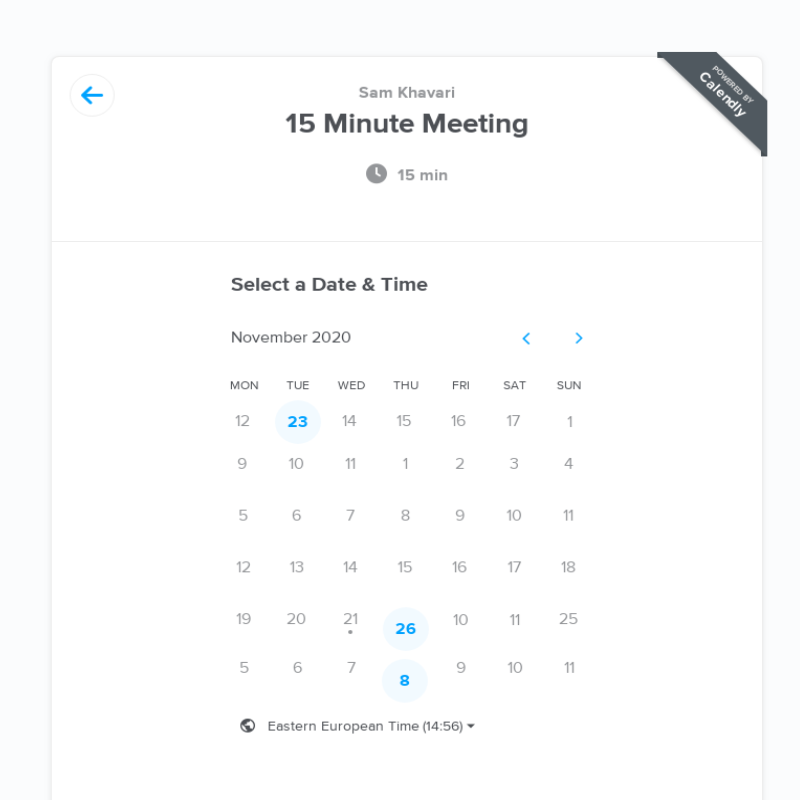 POWERED BY
Calendly
Sam Khavari
15 Minute Meeting
15 min
Select a Date & Time
November 2020
MON TUE WED THU FRI SAT SUN
12 23 14 15 16 17 1
9 10 11 1 2 3 4
5 6 7 8 9 10 11
12 13 14 15 16 17 18
19 20 21 26 10 11 25
5 6 7 8 9 10 11
Eastern European Time (14:56)